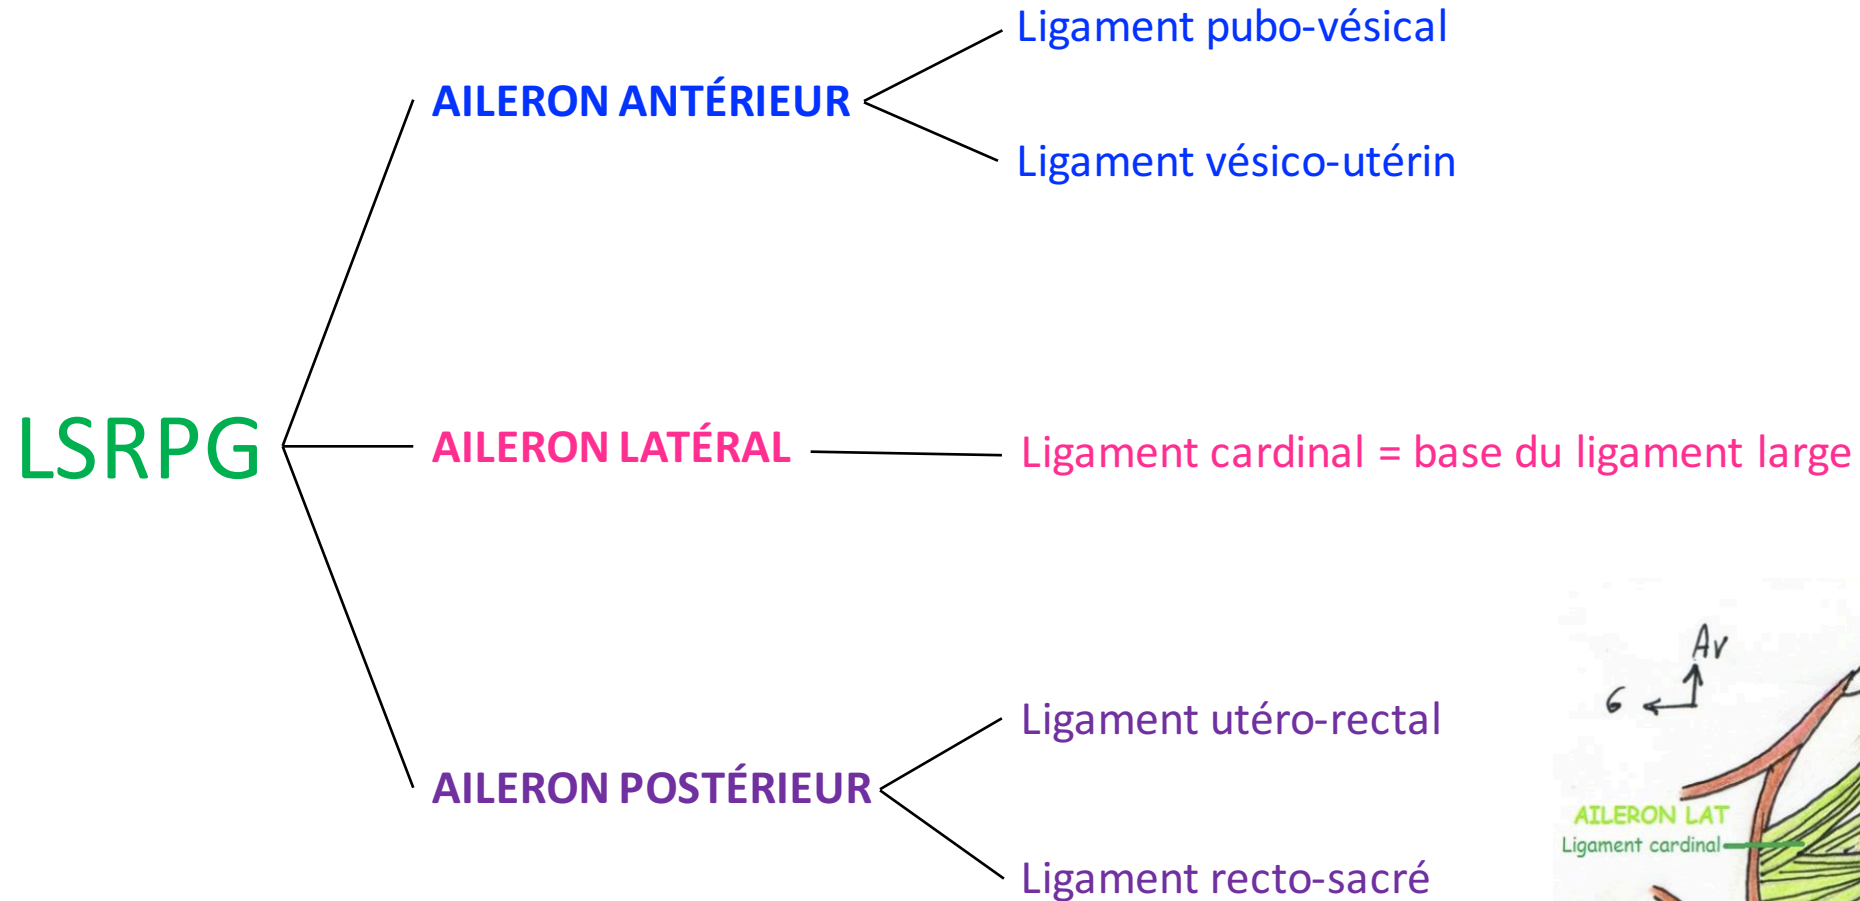 Ligament pubo-vésical
AILERON ANTÉRIEUR
Ligament vésico-utérin
LSRPG
AILERON LATÉRAL
Ligament cardinal = base du ligament large
Ligament utéro-rectal
AILERON POSTÉRIEUR
Ligament recto-sacré
Av
G
AILERON LAT
Ligament cardinal